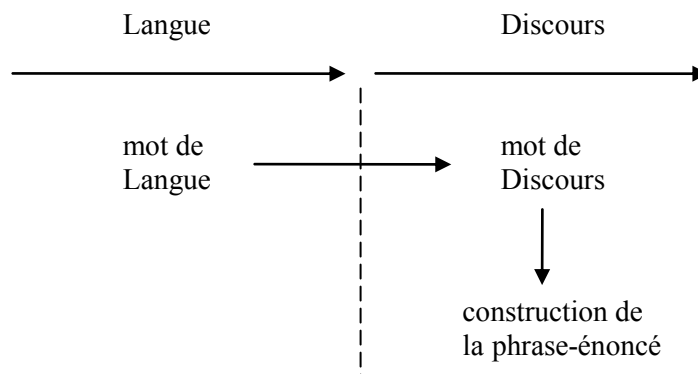 Langue
Discours
mot de
Langue
mot de
Discours
construction de
la phrase-énoncé